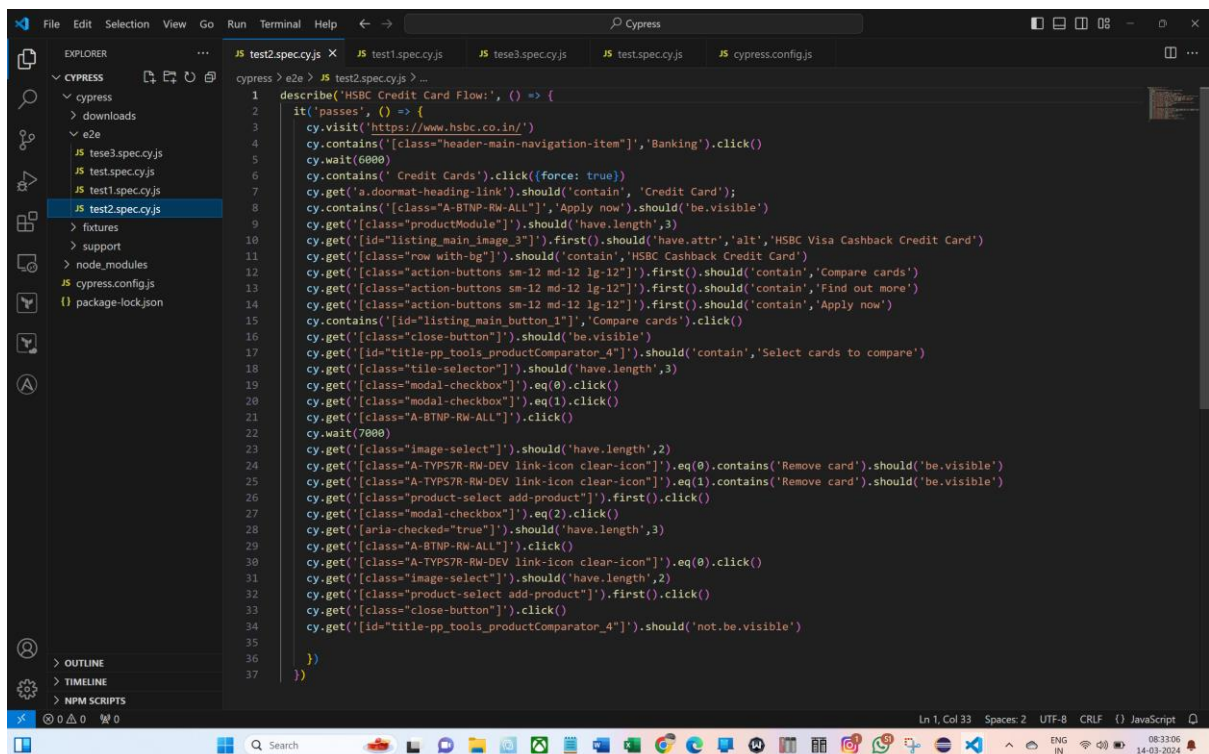 File Edit Selection View Go Run Terminal Help
Cypress
EXPLORER
CYPRESS
cypress
downloads
e2e
JS tese3.spec.cy.js
JS test.spec.cy.js
JS test1.spec.cy.js
JS test2.spec.cy.js
fixtures
support
node_modules
JS cypress.config.js
{} package-lock.json
OUTLINE
TIMELINE
NPM SCRIPTS
JS test2.spec.cy.js JS test1.spec.cy.js JS tese3.spec.cy.js JS test.spec.cy.js JS cypress.config.js
cypress > e2e > JS test2.spec.cy.js > ...
1 describe('HSBC Credit Card Flow:', () => {
2 it('passes', () => {
3 cy.visit('https://www.hsbc.co.in/')
4 cy.contains('[class="header-main-navigation-item"]','Banking').click()
5 cy.wait(6000)
6 cy.contains(' Credit Cards').click({force: true})
7 cy.get('a.doormat-heading-link').should('contain', 'Credit Card');
8 cy.contains('[class="A-BTNP-RW-ALL"]','Apply now').should('be.visible')
9 cy.get('[class="productModule"]').should('have.length',3)
10 cy.get('[id="listing_main_image_3"]').first().should('have.attr','alt','HSBC Visa Cashback Credit Card')
11 cy.get('[class="row with-bg"]').should('contain','HSBC Cashback Credit Card')
12 cy.get('[class="action-buttons sm-12 md-12 lg-12"]').first().should('contain','Compare cards')
13 cy.get('[class="action-buttons sm-12 md-12 lg-12"]').first().should('contain','Find out more')
14 cy.get('[class="action-buttons sm-12 md-12 lg-12"]').first().should('contain','Apply now')
15 cy.contains('[id="listing_main_button_1"]','Compare cards').click()
16 cy.get('[class="close-button"]').should('be.visible')
17 cy.get('[id="title-pp_tools_productComparator_4"]').should('contain','Select cards to compare')
18 cy.get('[class="tile-selector"]').should('have.length',3)
19 cy.get('[class="modal-checkbox"]').eq(0).click()
20 cy.get('[class="modal-checkbox"]').eq(1).click()
21 cy.get('[class="A-BTNP-RW-ALL"]').click()
22 cy.wait(7000)
23 cy.get('[class="image-select"]').should('have.length',2)
24 cy.get('[class="A-TYPS7R-RW-DEV link-icon clear-icon"]').eq(0).contains('Remove card').should('be.visible')
25 cy.get('[class="A-TYPS7R-RW-DEV link-icon clear-icon"]').eq(1).contains('Remove card').should('be.visible')
26 cy.get('[class="product-select add-product"]').first().click()
27 cy.get('[class="modal-checkbox"]').eq(2).click()
28 cy.get('[aria-checked="true"]').should('have.length',3)
29 cy.get('[class="A-BTNP-RW-ALL"]').click()
30 cy.get('[class="A-TYPS7R-RW-DEV link-icon clear-icon"]').eq(0).click()
31 cy.get('[class="image-select"]').should('have.length',2)
32 cy.get('[class="product-select add-product"]').first().click()
33 cy.get('[class="close-button"]').click()
34 cy.get('[id="title-pp_tools_productComparator_4"]').should('not.be.visible')
35
36 })
37 })
0 0 0 Ln 1, Col 33 Spaces: 2 UTF-8 CRLF {} JavaScript
Search ENG IN 08:33:06 14-03-2024